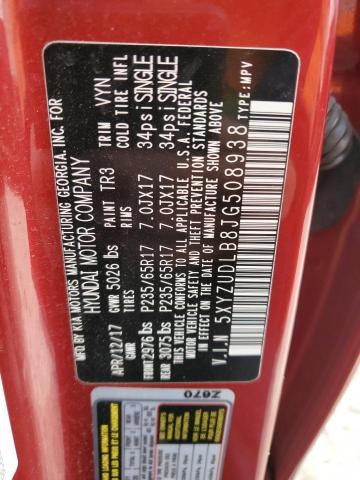 MFD. BY KIA MOTORS MANUFACTURING GEORGIA, INC. FOR
HYUNDAI MOTOR COMPANY
APR/12/17 GVWR 5026 lbs PAINT TR3 TRIM VYN
GAWR TIRES RIMS COLD TIRE INFL
FRONT 2976 lbs P235/65R17 7.0JX17 34psi SINGLE
REAR 3075 lbs P235/65R17 7.0JX17 34psi SINGLE
THIS VEHICLE CONFORMS TO ALL APPLICABLE U.S.A. FEDERAL
MOTOR VEHICLE SAFETY AND THEFT PREVENTION STANDARDS
IN EFFECT ON THE DATE OF MANUFACTURE SHOWN ABOVE.
V.I.N 5XYZUDLB8JG508938 TYPE: MPV
Z670